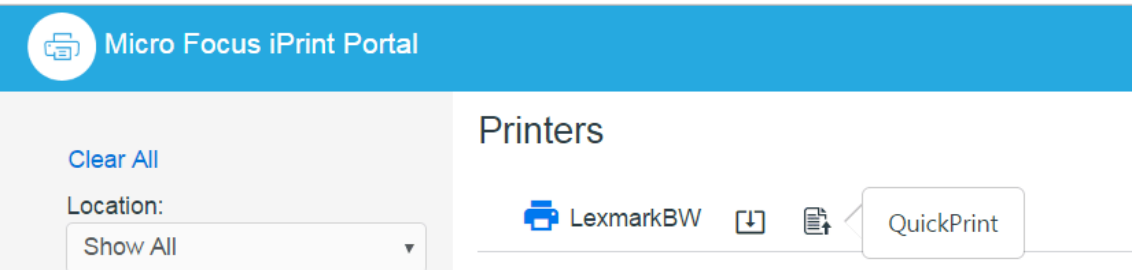 Micro Focus iPrint Portal
Clear All
Location:
Show All
Printers
LexmarkBW
QuickPrint